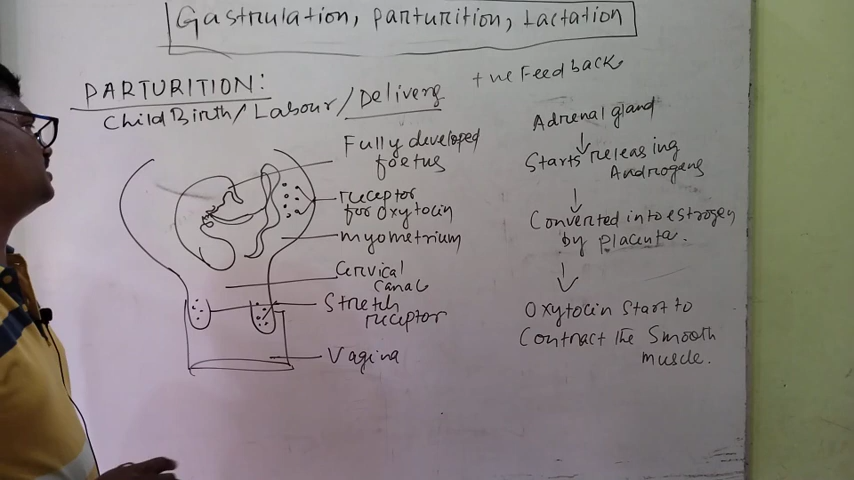 Gastrulation, parturition, Lactation
PARTURITION:
Child Birth/Labour/Delivery
+ve Feedback
Fully developed
foetus
receptor
for oxytocin
myometrium
Cervical
canal
Stretch
receptor
Vagina
Adrenal gland
Starts releasing
Androgens
Converted into estrogen
by placenta.
Oxytocin Start to
Contract the Smooth
muscle.